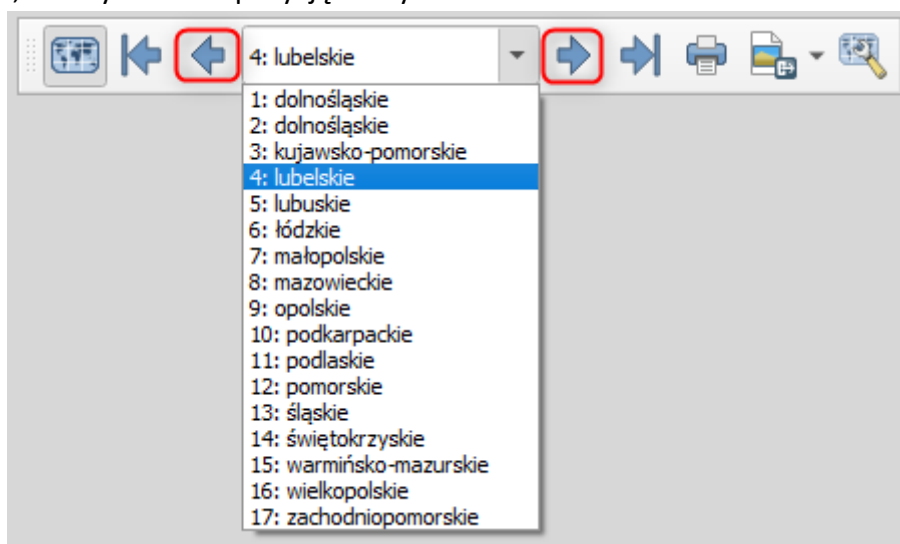 4: lubelskie
1: dolnośląskie
2: dolnośląskie
3: kujawsko-pomorskie
4: lubelskie
5: lubuskie
6: łódzkie
7: małopolskie
8: mazowieckie
9: opolskie
10: podkarpackie
11: podlaskie
12: pomorskie
13: śląskie
14: świętokrzyskie
15: warmińsko-mazurskie
16: wielkopolskie
17: zachodniopomorskie